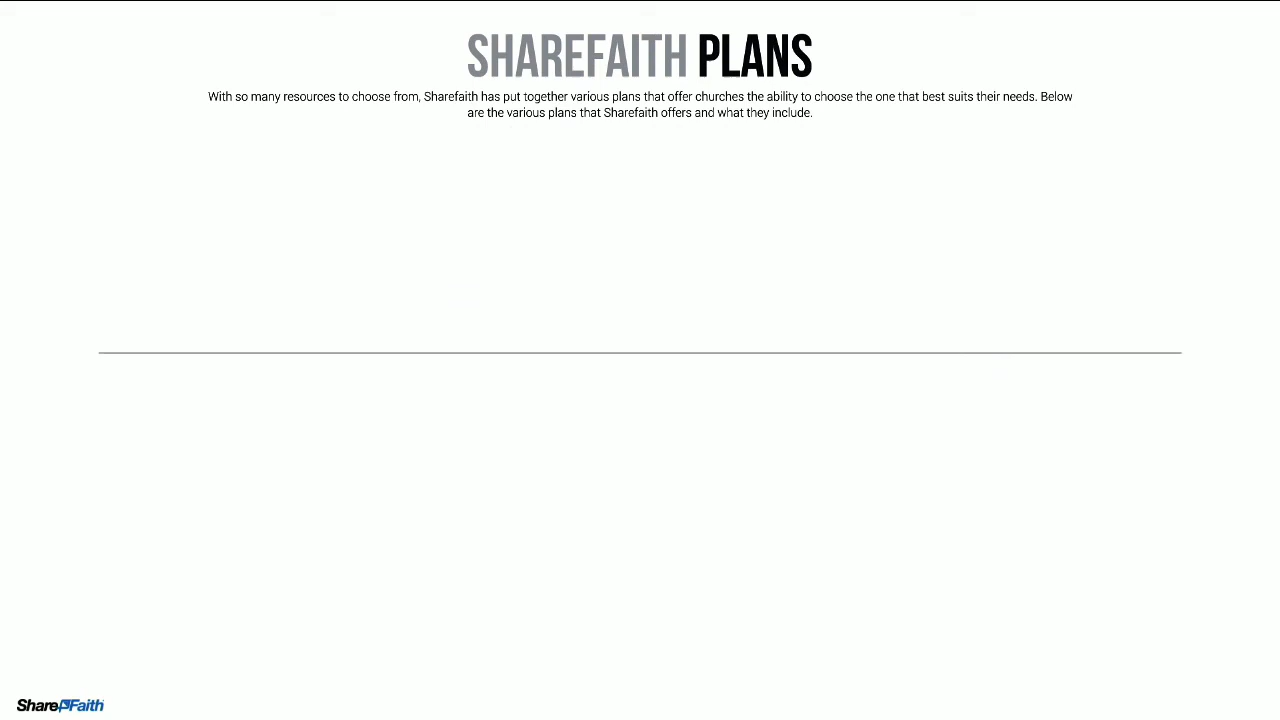 SHAREFAITH PLANS
With so many resources to choose from, Sharefaith has put together various plans that offer churches the ability to choose the one that best suits their needs. Below
are the various plans that Sharefaith offers and what they include.
ShareFaith